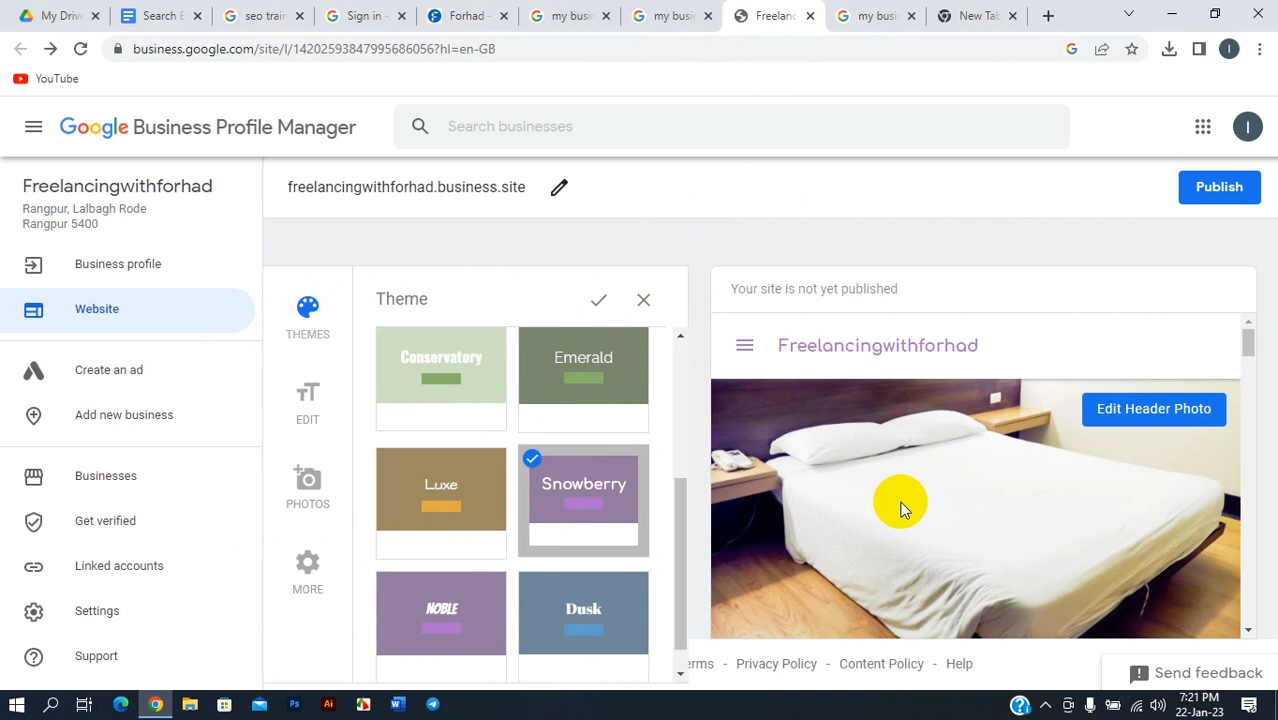 My Drive
Search E
seo train
Sign in -
Forhad -
my busin
my busin
Freelanc
my busi
New Tab
business.google.com/site/l/14202593847995686056?hl=en-GB
I
YouTube
Google Business Profile Manager
Search businesses
I
Freelancingwithforhad
Rangpur, Lalbagh Rode
Rangpur 5400
Business profile
Website
Create an ad
Add new business
Businesses
Get verified
Linked accounts
Settings
Support
freelancingwithforhad.business.site
Publish
THEMES
EDIT
PHOTOS
MORE
Theme
Conservatory
Emerald
Luxe
Snowberry
NOBLE
Dusk
Your site is not yet published
Freelancingwithforhad
Edit Header Photo
erms
Privacy Policy
Content Policy
Help
Send feedback
7:21 PM
22-Jan-23